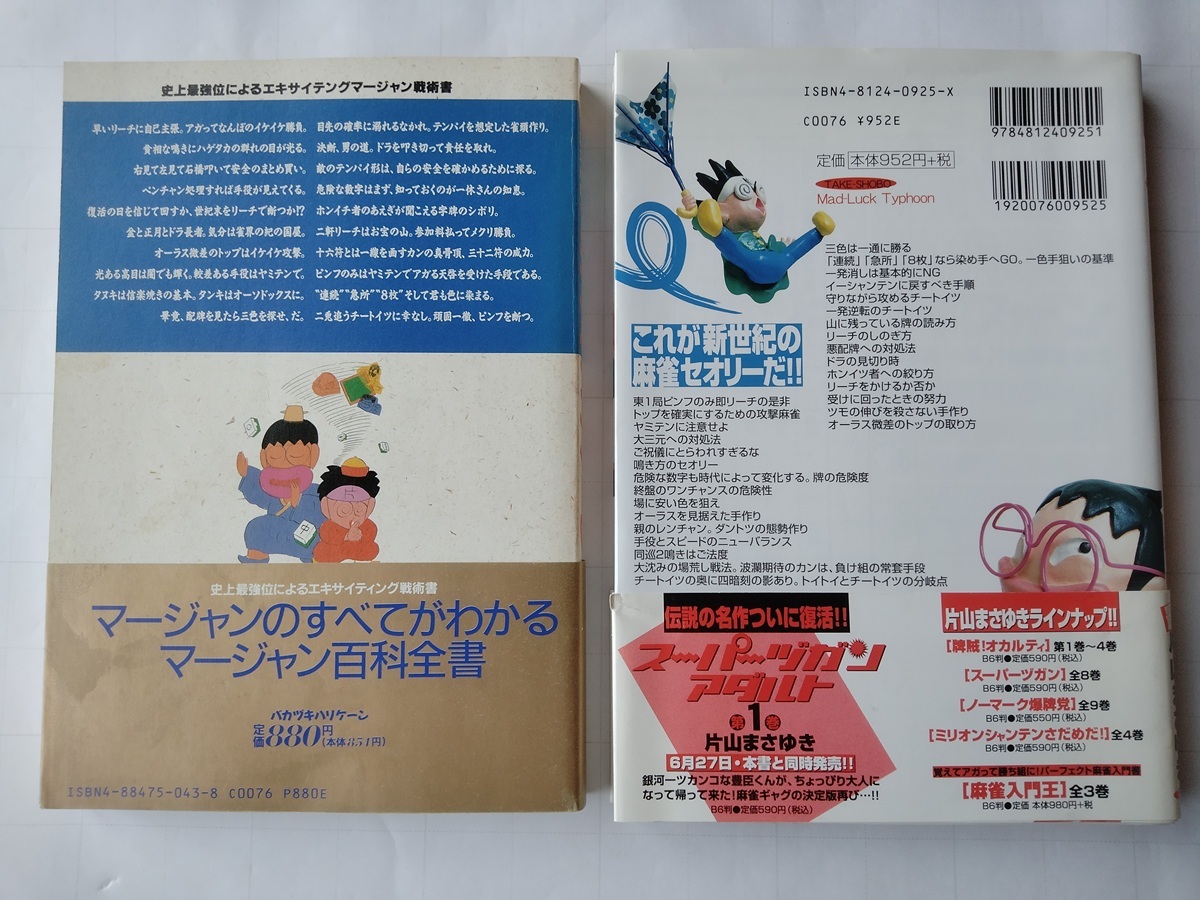 史上最強位によるエキサイテングマージャン戦術書
早いリーチに自己主張。アガってなんぼのイケイケ勝負。
貧相な鳴きにハゲタカの群れの目が光る。
右見て左見て石橋叩いて安全のまとめ買い。
ペンチャン処理すれば手役が見えてくる。
復活の日を信じて回すか、世紀末をリーチで断つか!?
盆と正月とドラ長者。気分は雀界の紀の国屋。
オーラス微差のトップはイケイケ攻撃。
光ある高目は闇でも輝く。較差ある手役はヤミテンで。
タヌキは信楽焼きの基本。タンキはオーソドックスに。
畢竟、配牌を見たら三色を探せ、だ。
目先の確率に溺れるなかれ。テンパイを想定した雀頭作り。
決断、男の道。ドラを叩き切って責任を取れ。
敵のテンパイ形は、自らの安全を確かめるために探る。
危険な数字はまず、知っておくのが一休さんの知恵。
ホンイチ者のあえぎが聞こえる字牌のシボリ。
二軒リーチはお宝の山。参加料払ってメクリ勝負。
十六符とは一線を画すカンの真骨頂、三十二符の威力。
ピンフのみはヤミテンでアガる天啓を受けた手段である。
“連続”“急所”“8枚”そして君も色に染まる。
二兎追うチートイツに幸なし。頑固一徹、ピンフを断つ。
中
史上最強位によるエキサイティング戦術書
マージャンのすべてがわかる
マージャン百科全書
バカヅキハリケーン
定価880円(本体854円)
ISBN4-88475-043-8 C0076 P880E
ISBN4-8124-0925-X
C0076 ¥952E
9784812409251
定価 本体952円+税
TAKE-SHOBO
Mad-Luck Typhoon
1920076009525
三色は一通に勝る
「連続」「急所」「8枚」なら染め手へGO。一色手狙いの基準
一発消しは基本的にNG
イーシャンテンに戻すべき手順
守りながら攻めるチートイツ
一発逆転のチートイツ
山に残っている牌の読み方
リーチのしのぎ方
悪配牌への対処法
ドラの見切り時
ホンイツ者への絞り方
リーチをかけるか否か
受けに回ったときの努力
ツモの伸びを殺さない手作り
オーラス微差のトップの取り方
これが新世紀の
麻雀セオリーだ!!
東1局ピンフのみ即リーチの是非
トップを確実にするための攻撃麻雀
ヤミテンに注意せよ
大三元への対処法
ご祝儀にとらわれすぎるな
鳴き方のセオリー
危険な数字も時代によって変化する。牌の危険度
終盤のワンチャンスの危険性
場に安い色を狙え
オーラスを見据えた手作り
親のレンチャン。ダントツの態勢作り
手役とスピードのニューバランス
同巡2鳴きはご法度
大沈みの場荒し戦法。波瀾期待のカンは、負け組の常套手段
チートイツの奥に四暗刻の影あり。トイトイとチートイツの分岐点
伝説の名作ついに復活!!
スーパーヅガン
アダルト
第1巻
片山まさゆき
6月27日・本書と同時発売!!
銀河一ツカンコな豊臣くんが、ちょっぴり大人に
なって帰って来た!麻雀ギャグの決定版再び…!!
B6判●定価590円(税込)
片山まさゆきラインナップ!!
[牌賊!オカルティ]第1巻〜4巻
B6判●定価590円(税込)
[スーパーヅガン]全8巻
B6判●定価590円(税込)
[ノーマーク爆牌党]全9巻
B6判●定価550円(税込)
[ミリオンシャンテンさだめだ!]全4巻
B6判●定価590円(税込)
覚えてアガって勝ち組に!パーフェクト麻雀入門書
[麻雀入門王]全3巻
B6判●定価 本体980円+税